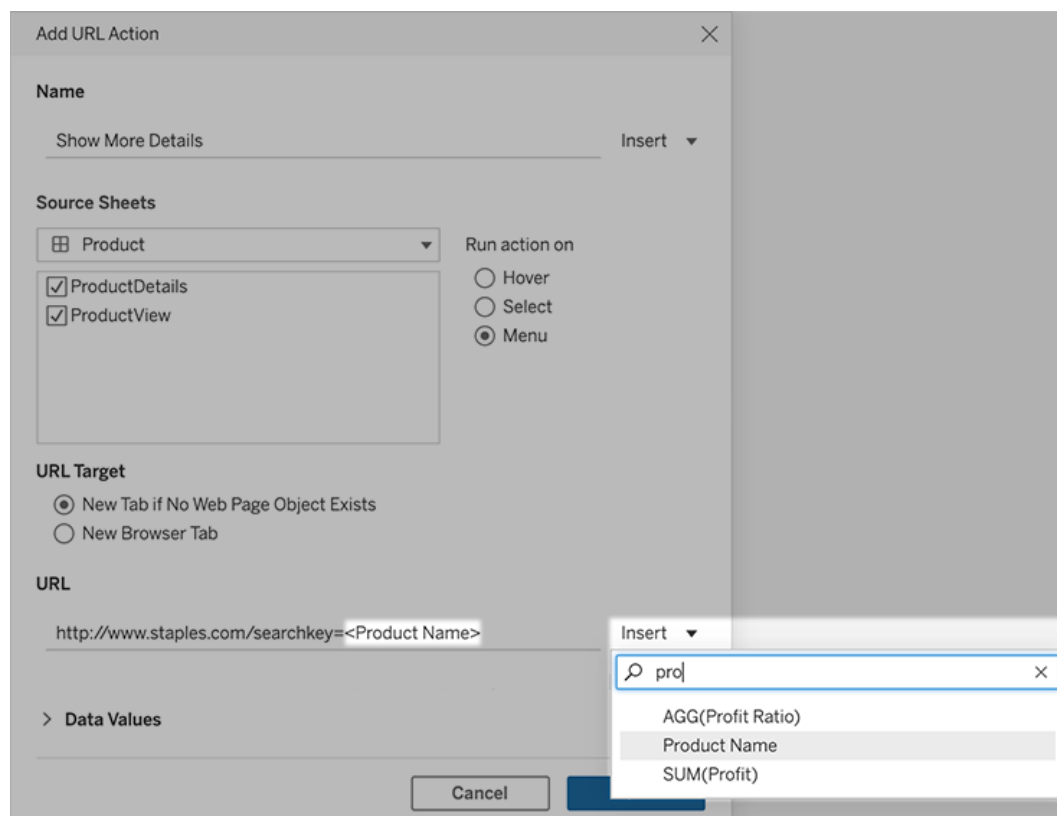 Add URL Action
Name
Show More Details Insert
Source Sheets
Product Run action on
ProductDetails Hover
ProductView Select
Menu
URL Target
New Tab if No Web Page Object Exists
New Browser Tab
URL
http://www.staples.com/searchkey=<Product Name> Insert
pro
Data Values
AGG(Profit Ratio)
Product Name
SUM(Profit)
Cancel